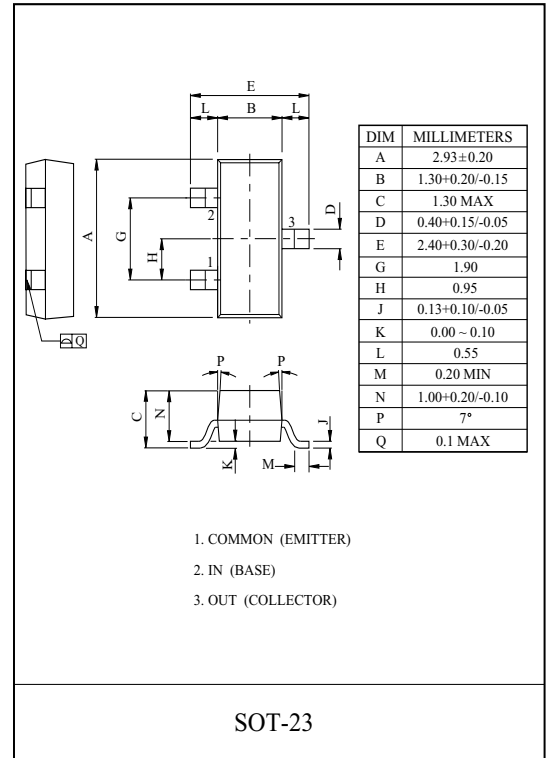 E
L B L
A
G
H
2
1
3
D
Q
DIM MILLIMETERS
A 2.93±0.20
B 1.30+0.20/-0.15
C 1.30 MAX
D 0.40+0.15/-0.05
E 2.40+0.30/-0.20
G 1.90
H 0.95
J 0.13+0.10/-0.05
K 0.00 ~ 0.10
L 0.55
M 0.20 MIN
N 1.00+0.20/-0.10
P 7°
Q 0.1 MAX
P P
C
N
J
K
M
1. COMMON (EMITTER)
2. IN (BASE)
3. OUT (COLLECTOR)
SOT-23